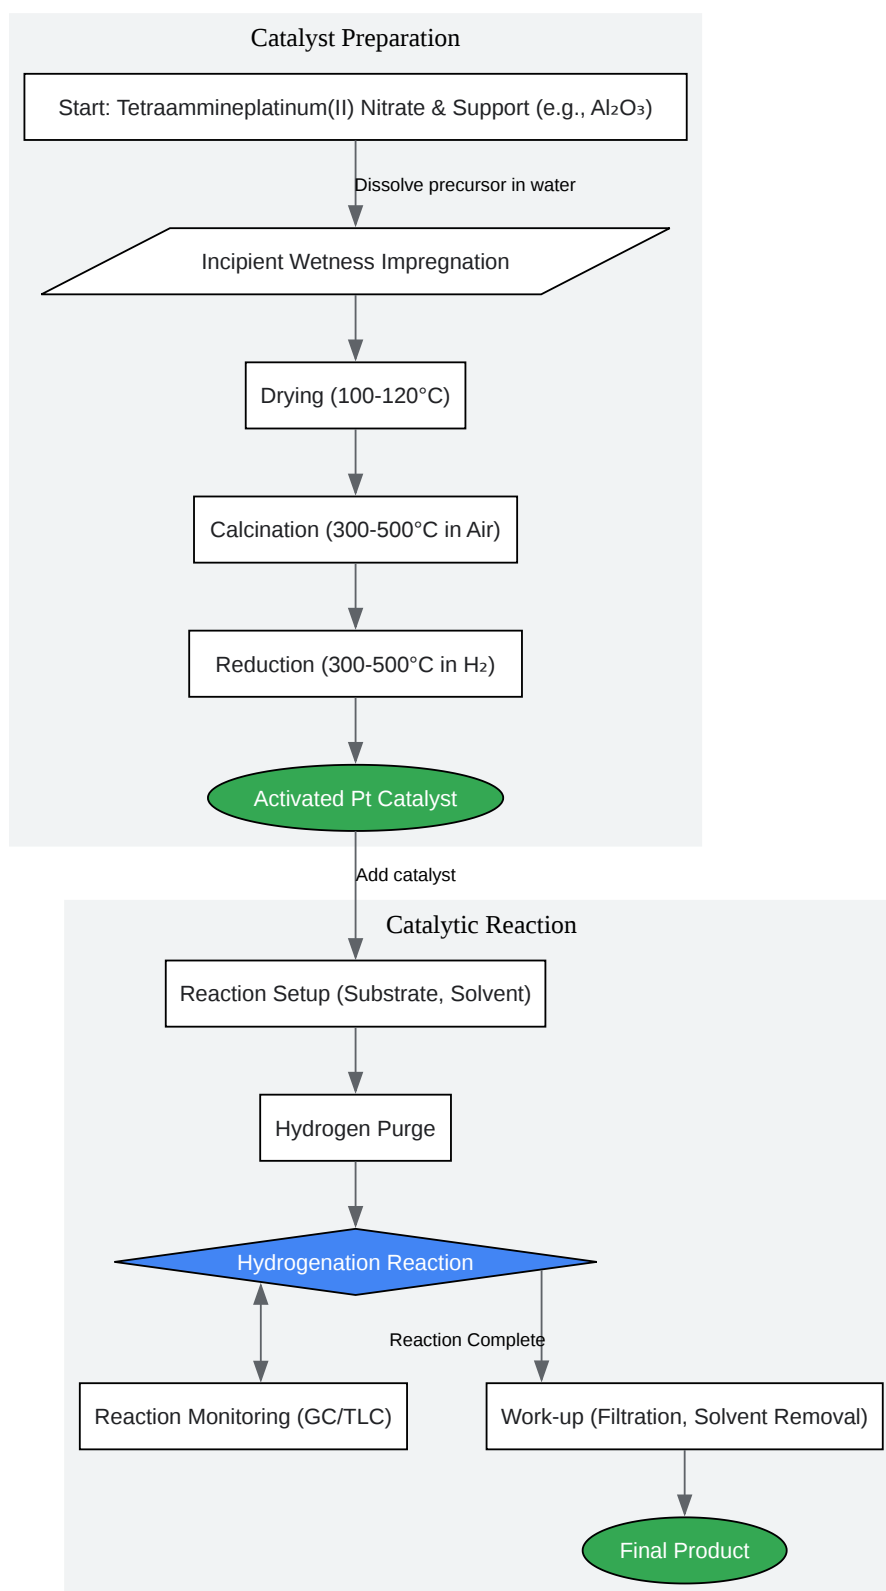 Catalyst Preparation
Start: Tetraammineplatinum(II) Nitrate & Support (e.g., Al₂O₃)
Dissolve precursor in water
Incipient Wetness Impregnation
Drying (100-120°C)
Calcination (300-500°C in Air)
Reduction (300-500°C in H₂)
Activated Pt Catalyst
Add catalyst
Catalytic Reaction
Reaction Setup (Substrate, Solvent)
Hydrogen Purge
Hydrogenation Reaction
Reaction Complete
Reaction Monitoring (GC/TLC)
Work-up (Filtration, Solvent Removal)
Final Product